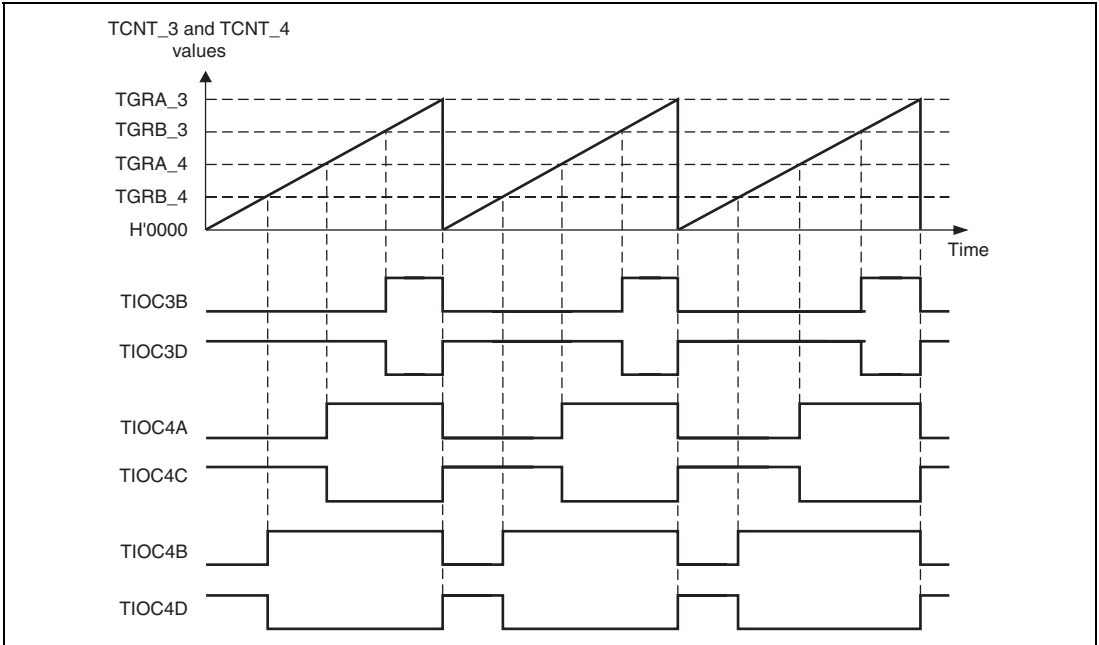 TCNT_3 and TCNT_4
values
TGRA_3
TGRB_3
TGRA_4
TGRB_4
H'0000
Time
TIOC3B
TIOC3D
TIOC4A
TIOC4C
TIOC4B
TIOC4D